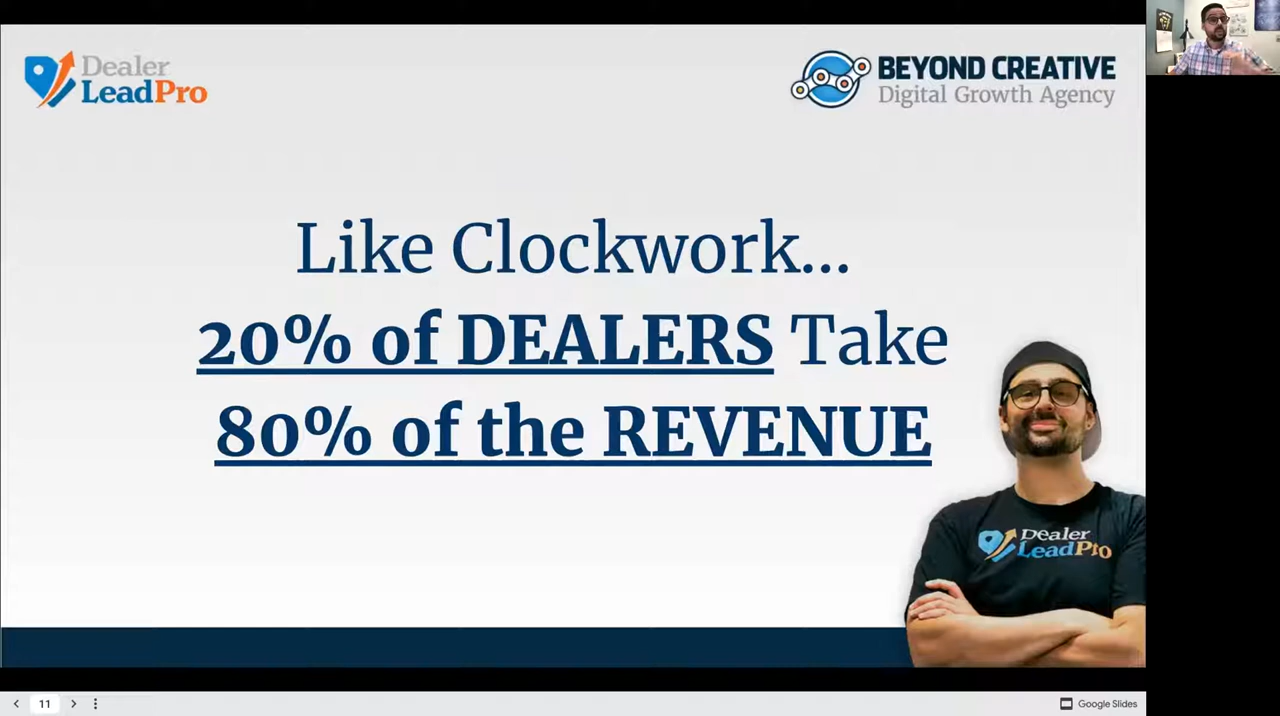 Dealer
LeadPro
BEYOND CREATIVE
Digital Growth Agency
Like Clockwork...
20% of DEALERS Take
80% of the REVENUE
Dealer
LeadPro
11
Google Slides